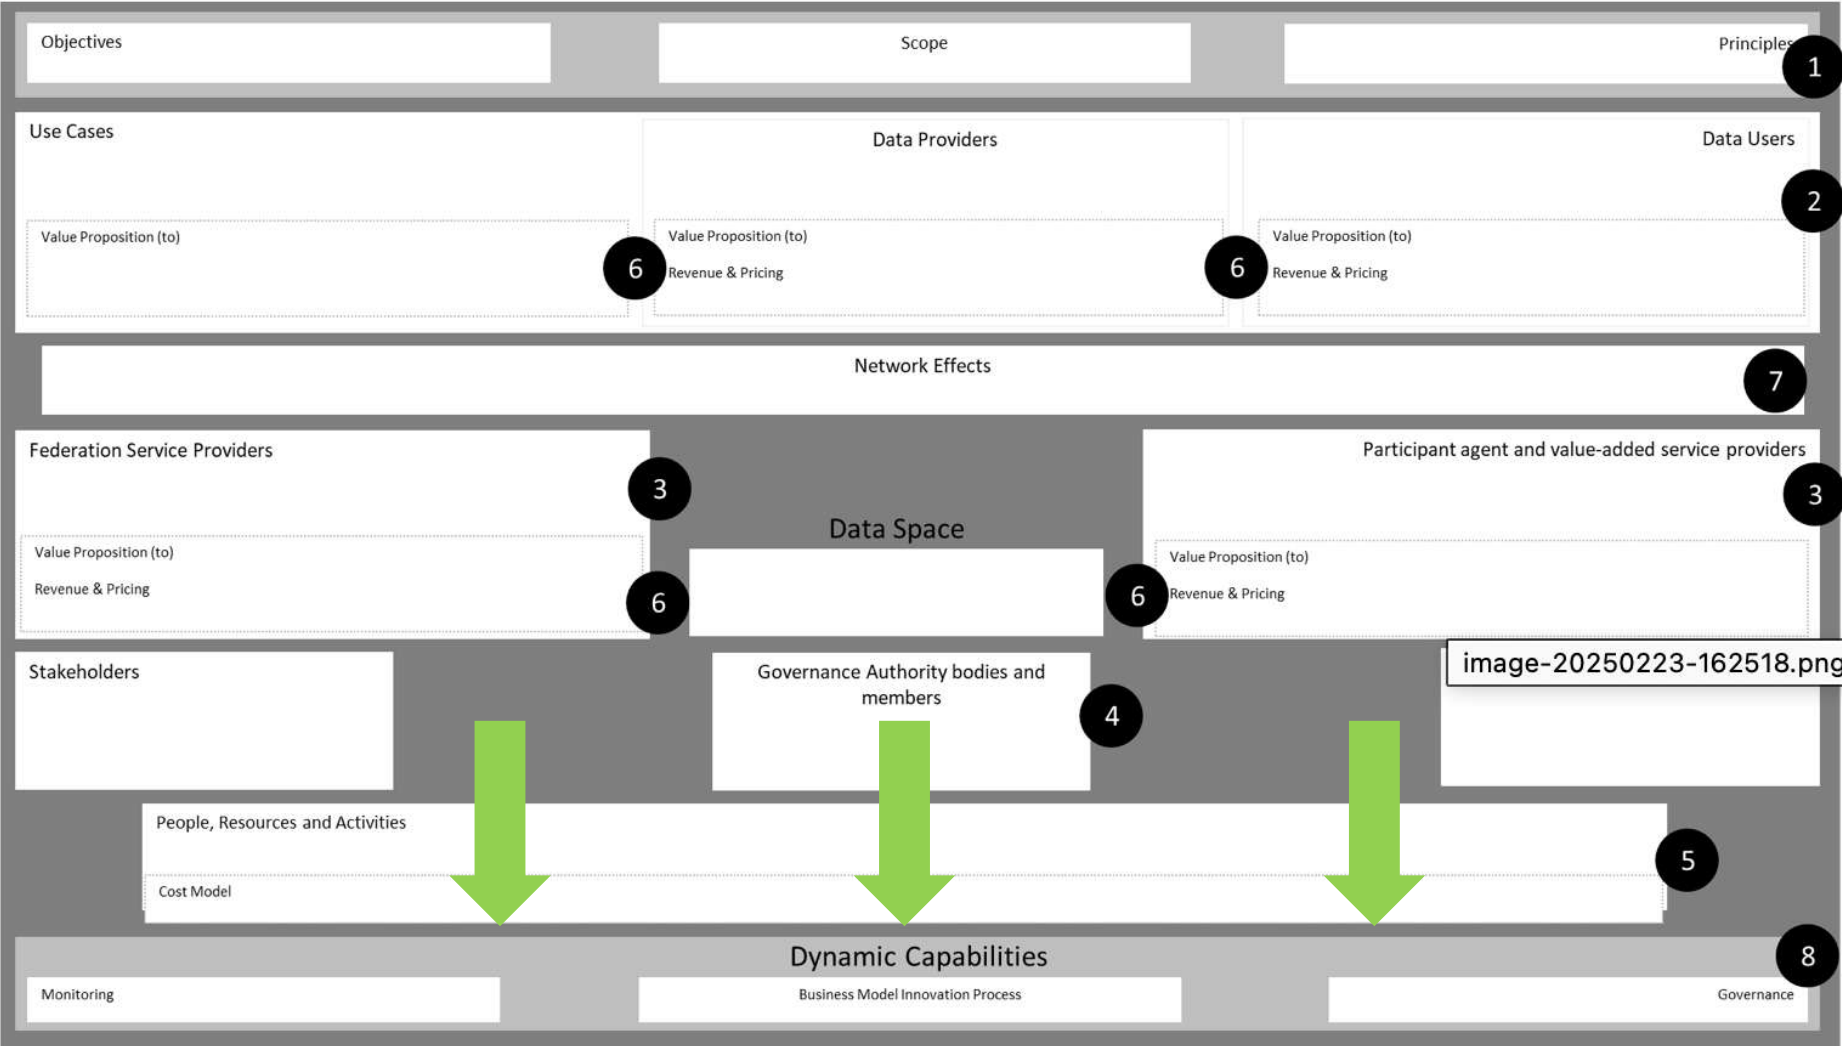 Objectives
Scope
Principles
1
Use Cases
Data Providers
Data Users
2
Value Proposition (to)
6
Value Proposition (to)
Revenue & Pricing
6
Value Proposition (to)
Revenue & Pricing
Network Effects
7
Federation Service Providers
3
Participant agent and value-added service providers
3
Data Space
Value Proposition (to)
Revenue & Pricing
6
6
Value Proposition (to)
Revenue & Pricing
image-20250223-162518.png
Stakeholders
Governance Authority bodies and
members
4
People, Resources and Activities
5
Cost Model
Dynamic Capabilities
8
Monitoring
Business Model Innovation Process
Governance